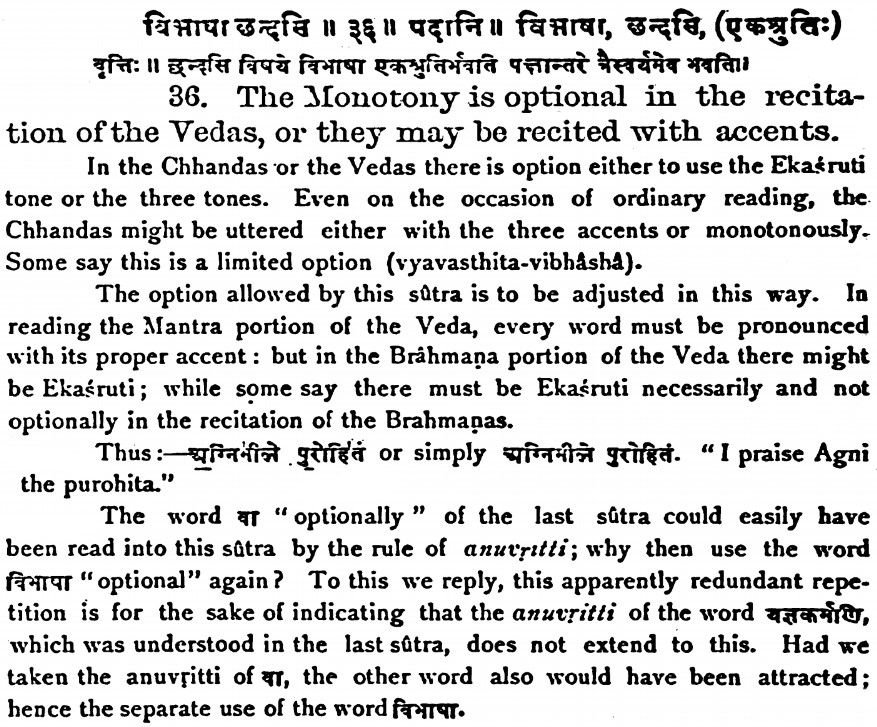 विभाषा छन्दसि ॥ ३६ ॥ पदानि ॥ विभाषा, छन्दसि, (एकश्रुतिः)
वृत्तिः ॥ छन्दसि विषये विभाषा एकश्रुतिर्भवति पक्षान्तरे त्रैस्वर्यमेव भवति॥
36. The Monotony is optional in the recita-
tion of the Vedas, or they may be recited with accents.
In the Chhandas or the Vedas there is option either to use the Ekaśruti
tone or the three tones. Even on the occasion of ordinary reading, the
Chhandas might be uttered either with the three accents or monotonously.
Some say this is a limited option (vyavasthita-vibhâshâ).
The option allowed by this sûtra is to be adjusted in this way. In
reading the Mantra portion of the Veda, every word must be pronounced
with its proper accent: but in the Brâhmaṇa portion of the Veda there might
be Ekaśruti; while some say there must be Ekaśruti necessarily and not
optionally in the recitation of the Brahmaṇas.
Thus:—अ॒ग्निमी॑ळे पु॒रोहि॑तं or simply अग्निमीळे पुरोहितं. "I praise Agni
the purohita."
The word वा "optionally" of the last sûtra could easily have
been read into this sûtra by the rule of anuvṛitti; why then use the word
विभाषा "optional" again? To this we reply, this apparently redundant repe-
tition is for the sake of indicating that the anuvṛitti of the word यज्ञकर्मणि,
which was understood in the last sûtra, does not extend to this. Had we
taken the anuvṛitti of वा, the other word also would have been attracted;
hence the separate use of the word विभाषा.